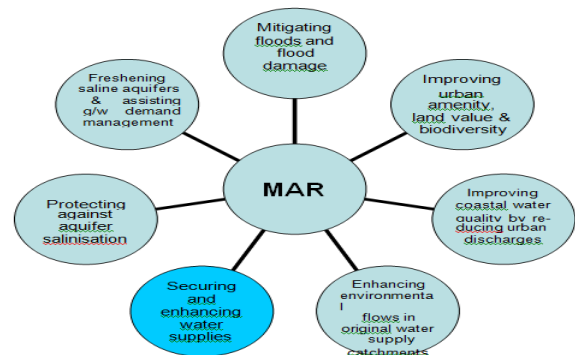 Mitigating
floods and
flood
damage
Freshening
saline aquifers
& assisting
g/w demand
management
Improving
urban
amenity,
land value &
biodiversity
MAR
Protecting
against
aquifer
salinisation
Improving
coastal water
quality by re-
ducing urban
discharges
Securing
and
enhancing
water
supplies
Enhancing
environmenta
l
flows in
original water
supply
catchments